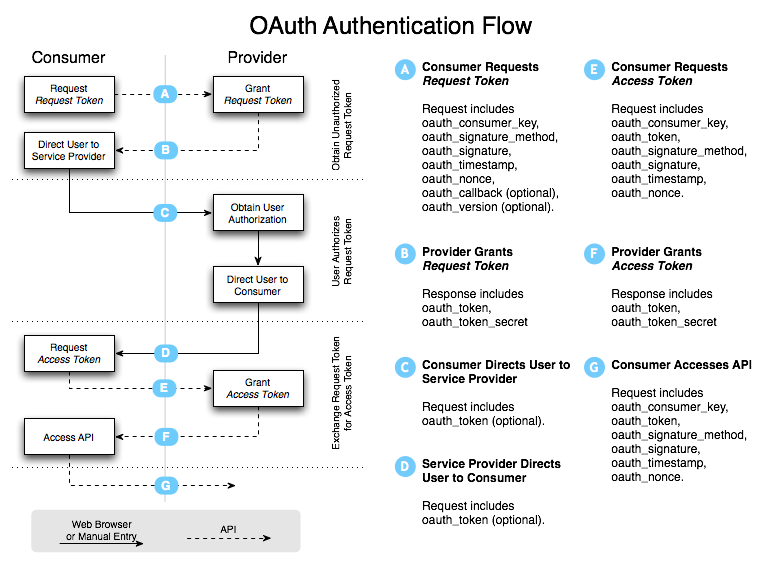 OAuth Authentication Flow
Consumer
Provider
Request
Request Token
A
Grant
Request Token
Direct User to
Service Provider
B
Obtain Unauthorized
Request Token
C
Obtain User
Authorization
Direct User to
Consumer
User Authorizes
Request Token
Request
Access Token
D
E
Grant
Access Token
Access API
F
Exchange Request Token
for Access Token
G
Web Browser
or Manual Entry
API
A
Consumer Requests
Request Token
Request includes
oauth_consumer_key,
oauth_signature_method,
oauth_signature,
oauth_timestamp,
oauth_nonce,
oauth_callback (optional),
oauth_version (optional).
B
Provider Grants
Request Token
Response includes
oauth_token,
oauth_token_secret
C
Consumer Directs User to
Service Provider
Request includes
oauth_token (optional).
D
Service Provider Directs
User to Consumer
Request includes
oauth_token (optional).
E
Consumer Requests
Access Token
Request includes
oauth_consumer_key,
oauth_token,
oauth_signature_method,
oauth_signature,
oauth_timestamp,
oauth_nonce.
F
Provider Grants
Access Token
Response includes
oauth_token,
oauth_token_secret
G
Consumer Accesses API
Request includes
oauth_consumer_key,
oauth_token,
oauth_signature_method,
oauth_signature,
oauth_timestamp,
oauth_nonce.